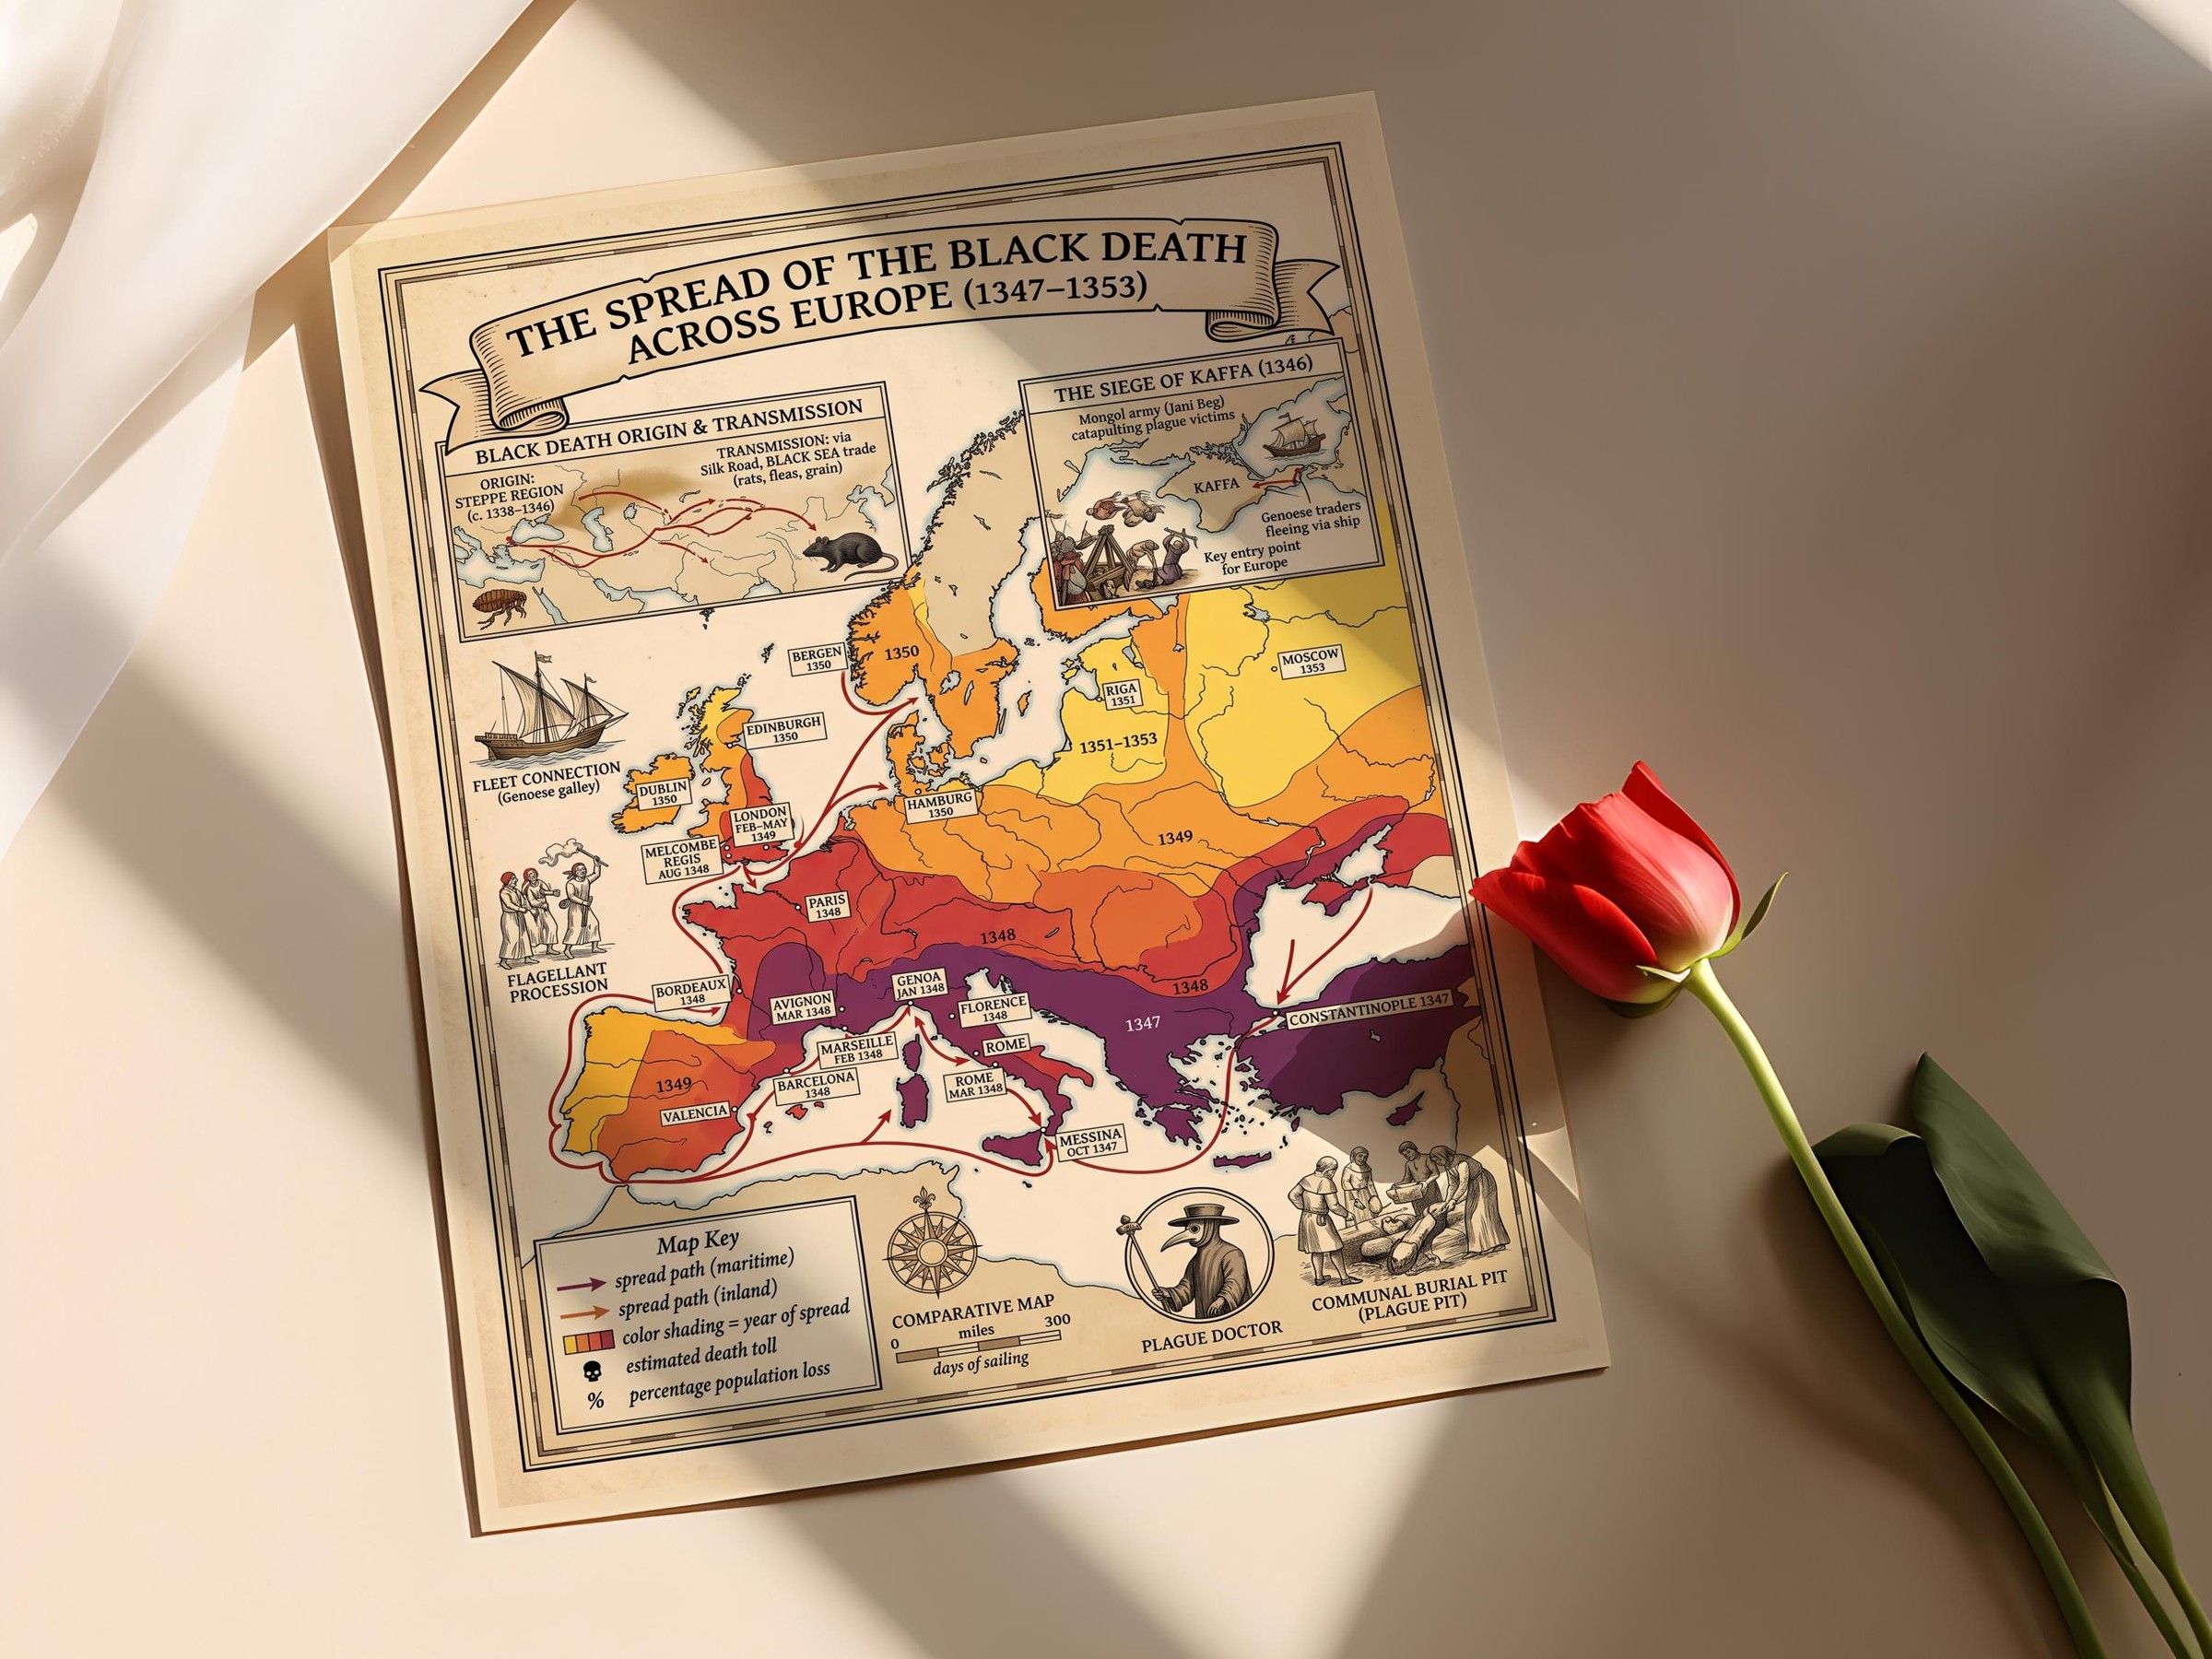 THE SPREAD OF THE BLACK DEATH
ACROSS EUROPE (1347–1353)
BLACK DEATH ORIGIN & TRANSMISSION
ORIGIN:
STEPPE REGION
(c. 1338–1346)
TRANSMISSION: via
Silk Road, BLACK SEA trade
(rats, fleas, grain)
THE SIEGE OF KAFFA (1346)
Mongol army (Jani Beg)
catapulting plague victims
KAFFA
Genoese traders
fleeing via ship
Key entry point
for Europe
FLEET CONNECTION
(Genoese galley)
FLAGELLANT
PROCESSION
BERGEN
1350
1350
MOSCOW
1353
RIGA
1351
EDINBURGH
1350
1351–1353
DUBLIN
1350
HAMBURG
1350
LONDON
FEB–MAY
1349
1349
MELCOMBE
REGIS
AUG 1348
PARIS
1348
1348
BORDEAUX
1348
AVIGNON
MAR 1348
GENOA
JAN 1348
FLORENCE
1348
1348
1347
CONSTANTINOPLE 1347
MARSEILLE
FEB 1348
ROME
1349
BARCELONA
1348
ROME
MAR 1348
VALENCIA
MESSINA
OCT 1347
Map Key
spread path (maritime)
spread path (inland)
color shading = year of spread
estimated death toll
% percentage population loss
COMPARATIVE MAP
0 miles 300
days of sailing
PLAGUE DOCTOR
COMMUNAL BURIAL PIT
(PLAGUE PIT)